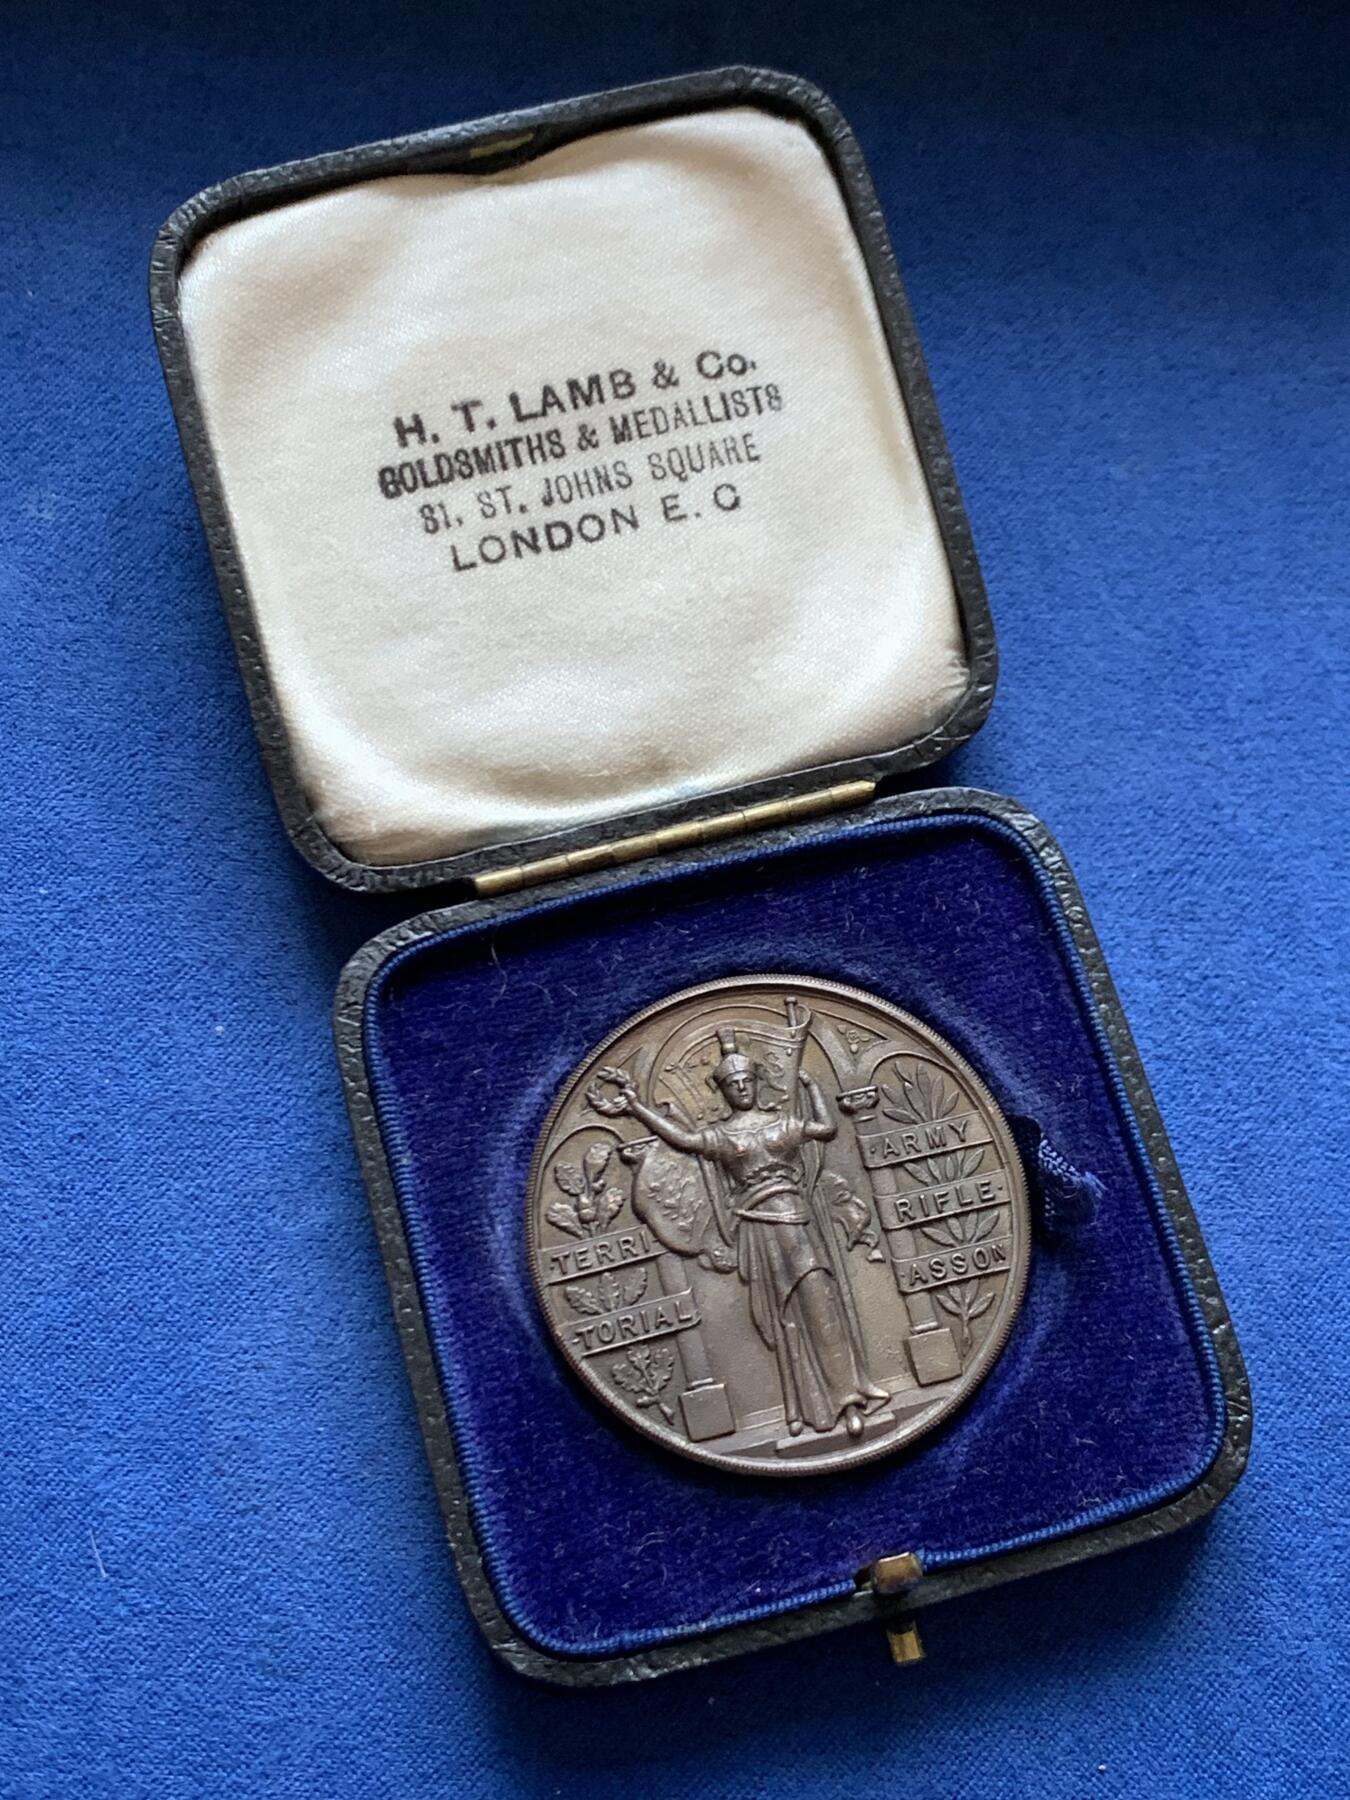 H. T. LAMB & Co.
GOLDSMITHS & MEDALLISTS
81. ST. JOHNS SQUARE
LONDON E. C
·TERRI
·TORIAL
·ARMY
RIFLE·
·ASSON